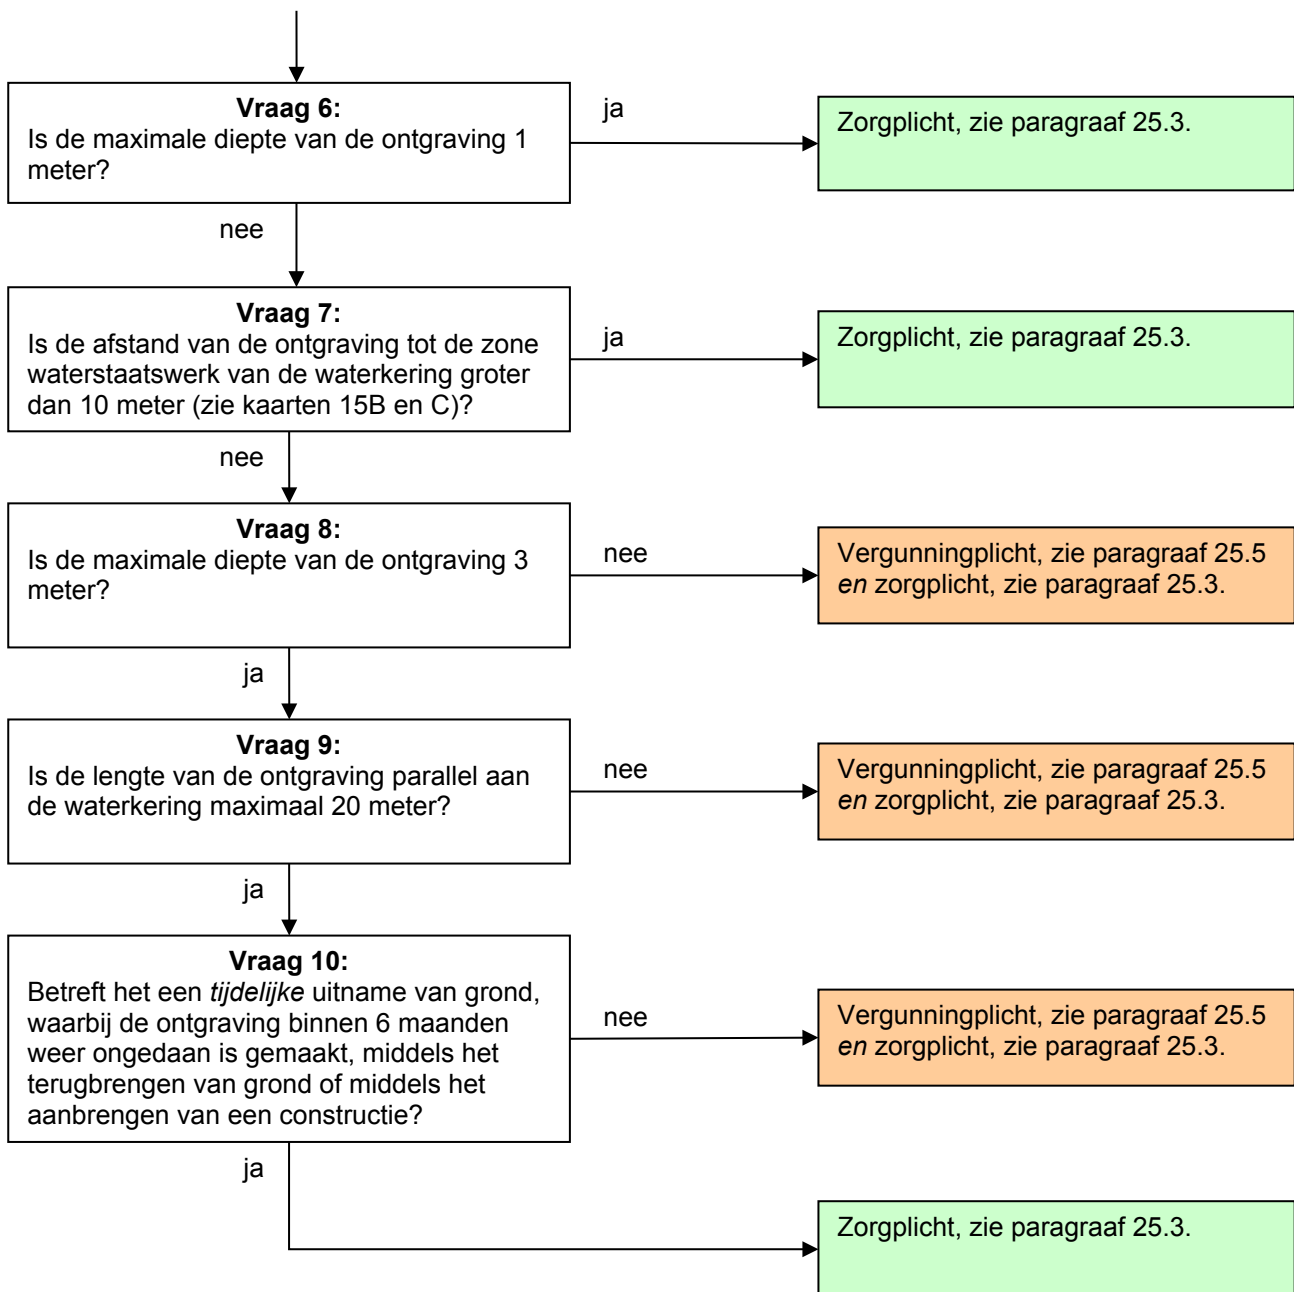 Vraag 6:
Is de maximale diepte van de ontgraving 1
meter?
ja
Zorgplicht, zie paragraaf 25.3.
nee
Vraag 7:
Is de afstand van de ontgraving tot de zone
waterstaatswerk van de waterkering groter
dan 10 meter (zie kaarten 15B en C)?
ja
Zorgplicht, zie paragraaf 25.3.
nee
Vraag 8:
Is de maximale diepte van de ontgraving 3
meter?
nee
Vergunningplicht, zie paragraaf 25.5
en zorgplicht, zie paragraaf 25.3.
ja
Vraag 9:
Is de lengte van de ontgraving parallel aan
de waterkering maximaal 20 meter?
nee
Vergunningplicht, zie paragraaf 25.5
en zorgplicht, zie paragraaf 25.3.
ja
Vraag 10:
Betreft het een tijdelijke uitname van grond,
waarbij de ontgraving binnen 6 maanden
weer ongedaan is gemaakt, middels het
terugbrengen van grond of middels het
aanbrengen van een constructie?
nee
Vergunningplicht, zie paragraaf 25.5
en zorgplicht, zie paragraaf 25.3.
ja
Zorgplicht, zie paragraaf 25.3.